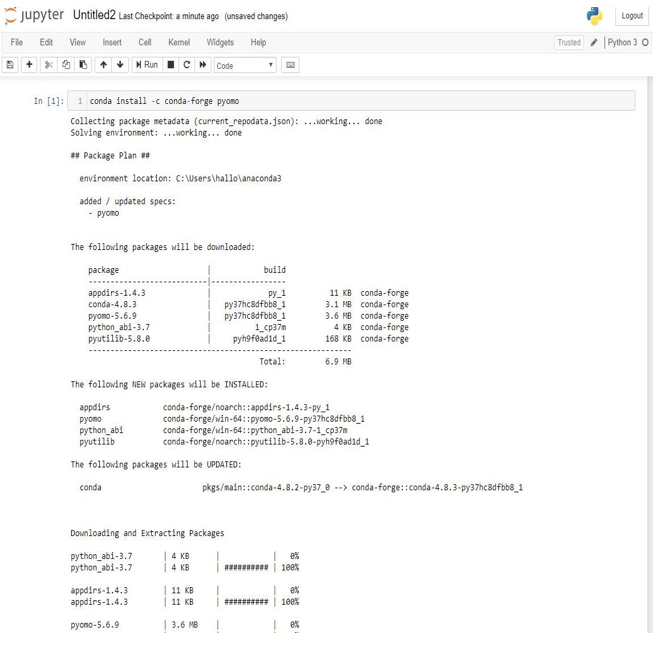 jupyter Untitled2 Last Checkpoint: a minute ago (unsaved changes) Logout
File Edit View Insert Cell Kernel Widgets Help Trusted Python 3
Run Code
In [1]: 1 conda install -c conda-forge pyomo
Collecting package metadata (current_repodata.json): ...working... done
Solving environment: ...working... done
## Package Plan ##
environment location: C:\Users\hallo\anaconda3
added / updated specs:
- pyomo
The following packages will be downloaded:
package | build
---------------------------|-----------------
appdirs-1.4.3 | py_1 11 KB conda-forge
conda-4.8.3 | py37hc8dfbb8_1 3.1 MB conda-forge
pyomo-5.6.9 | py37hc8dfbb8_1 3.6 MB conda-forge
python_abi-3.7 | 1_cp37m 4 KB conda-forge
pyutilib-5.8.0 | pyh9f0ad1d_1 168 KB conda-forge
------------------------------------------------------------
Total: 6.9 MB
The following NEW packages will be INSTALLED:
appdirs conda-forge/noarch::appdirs-1.4.3-py_1
pyomo conda-forge/win-64::pyomo-5.6.9-py37hc8dfbb8_1
python_abi conda-forge/win-64::python_abi-3.7-1_cp37m
pyutilib conda-forge/noarch::pyutilib-5.8.0-pyh9f0ad1d_1
The following packages will be UPDATED:
conda pkgs/main::conda-4.8.2-py37_0 --> conda-forge::conda-4.8.3-py37hc8dfbb8_1
Downloading and Extracting Packages
python_abi-3.7 | 4 KB | | 0%
python_abi-3.7 | 4 KB | ########## | 100%
appdirs-1.4.3 | 11 KB | | 0%
appdirs-1.4.3 | 11 KB | ########## | 100%
pyomo-5.6.9 | 3.6 MB | | 0%